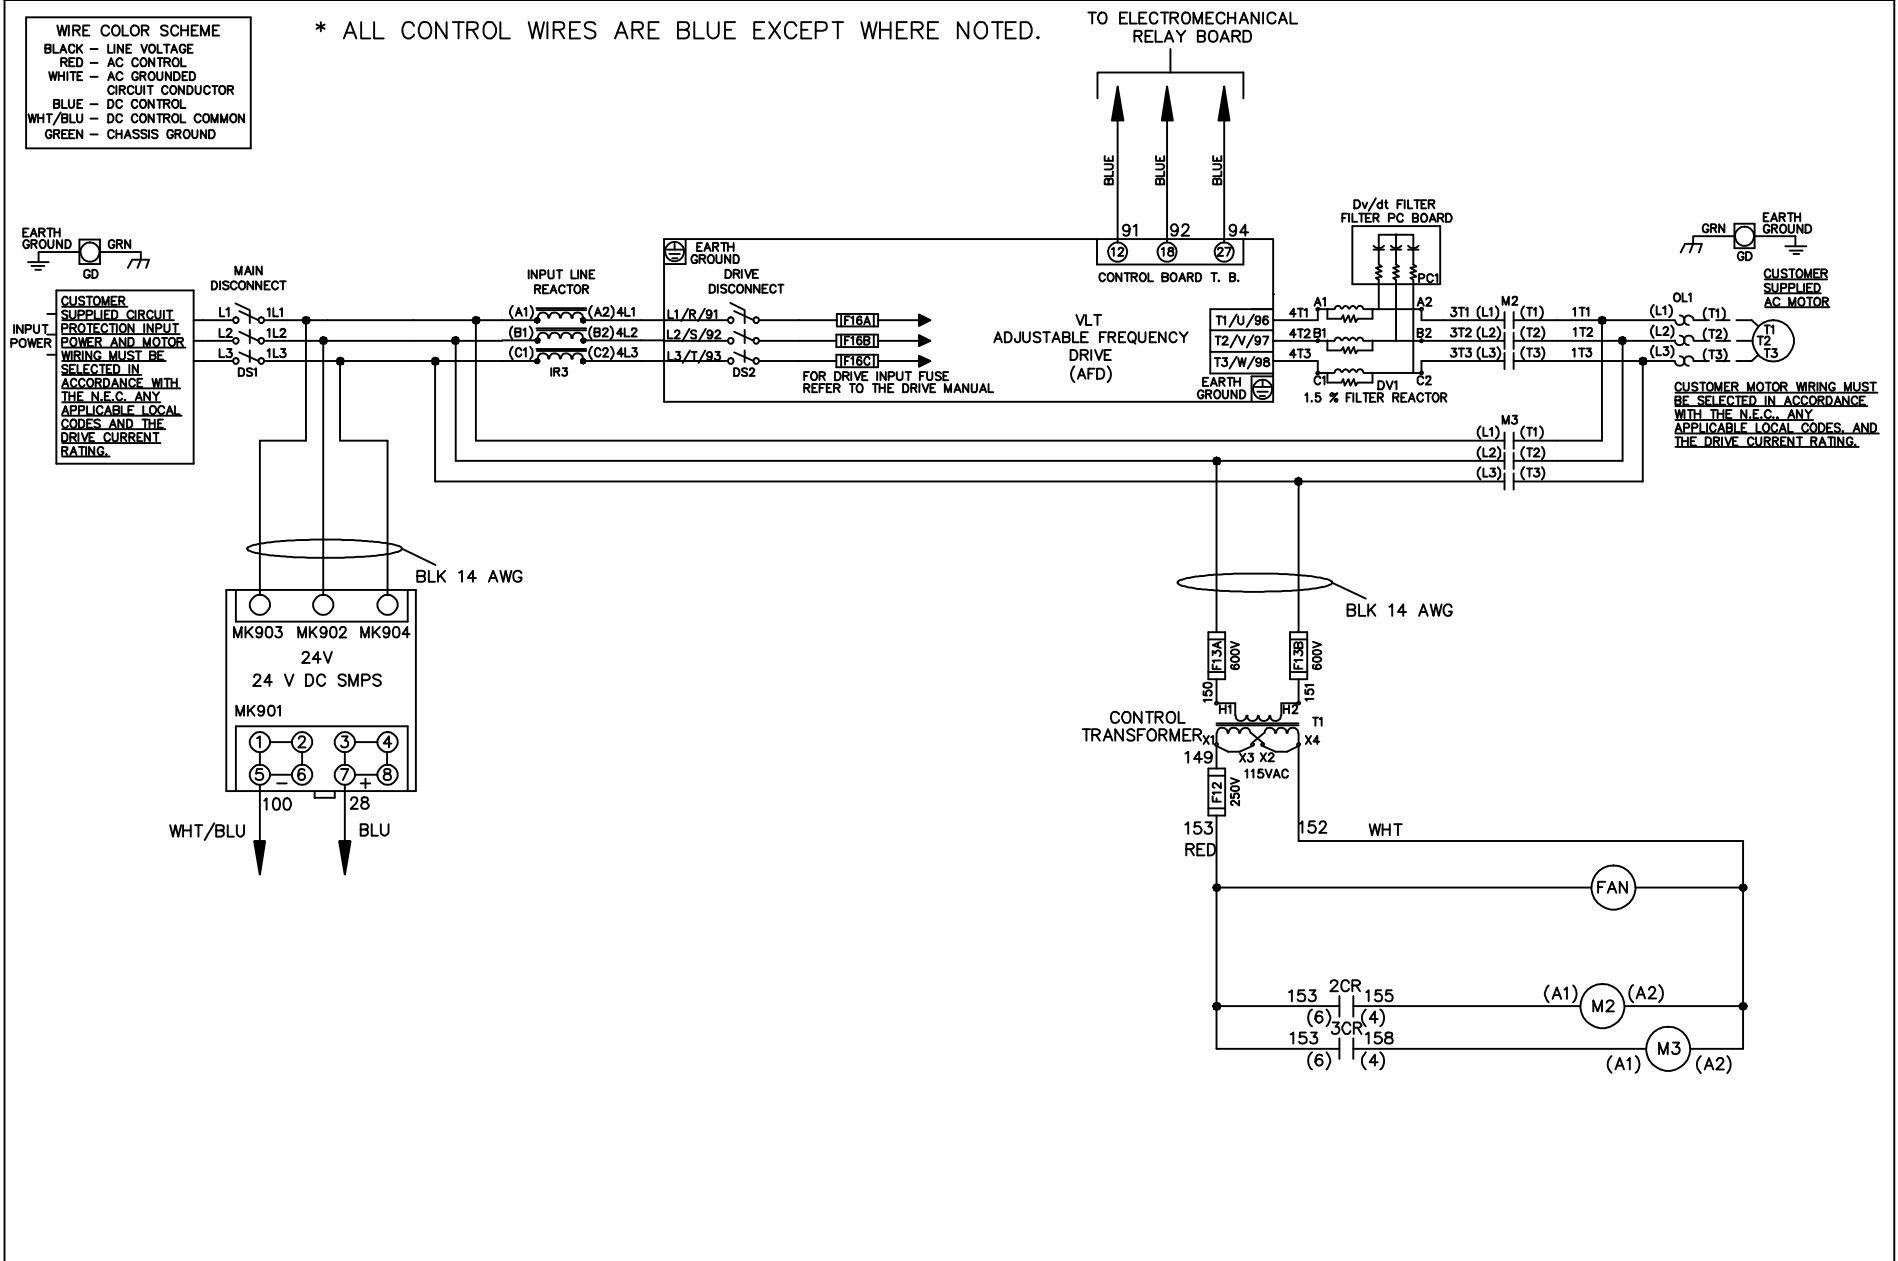 WIRE COLOR SCHEME
BLACK – LINE VOLTAGE
RED – AC CONTROL
WHITE – AC GROUNDED
CIRCUIT CONDUCTOR
BLUE – DC CONTROL
WHT/BLU – DC CONTROL COMMON
GREEN – CHASSIS GROUND
* ALL CONTROL WIRES ARE BLUE EXCEPT WHERE NOTED.
TO ELECTROMECHANICAL
RELAY BOARD
BLUE
BLUE
BLUE
91 92 94
12 18 27
CONTROL BOARD T. B.
EARTH
GROUND
GRN
GD
INPUT
POWER
CUSTOMER
SUPPLIED CIRCUIT
PROTECTION INPUT
POWER AND MOTOR
WIRING MUST BE
SELECTED IN
ACCORDANCE WITH
THE N.E.C. ANY
APPLICABLE LOCAL
CODES AND THE
DRIVE CURRENT
RATING.
MAIN
DISCONNECT
L1 1L1
L2 1L2
L3 1L3
DS1
INPUT LINE
REACTOR
(A1) (A2) 4L1
(B1) (B2) 4L2
(C1) (C2) 4L3
IR3
EARTH
GROUND
DRIVE
DISCONNECT
L1/R/91
L2/S/92
L3/T/93
DS2
IF16A
IF16B
IF16C
FOR DRIVE INPUT FUSE
REFER TO THE DRIVE MANUAL
VLT
ADJUSTABLE FREQUENCY
DRIVE
(AFD)
T1/U/96
T2/V/97
T3/W/98
EARTH
GROUND
4T1 A1 A2
4T2 B1 B2
4T3
C1 C2
DV1
1.5 % FILTER REACTOR
Dv/dt FILTER
FILTER PC BOARD
PC1
M2
3T1 (L1) (T1) 1T1
3T2 (L2) (T2) 1T2
3T3 (L3) (T3) 1T3
M3
(L1) (T1)
(L2) (T2)
(L3) (T3)
OL1
(L1) (T1)
(L2) (T2)
(L3) (T3)
T1
T2
T3
GRN
GD
EARTH
GROUND
CUSTOMER
SUPPLIED
AC MOTOR
CUSTOMER MOTOR WIRING MUST
BE SELECTED IN ACCORDANCE
WITH THE N.E.C., ANY
APPLICABLE LOCAL CODES, AND
THE DRIVE CURRENT RATING.
BLK 14 AWG
MK903 MK902 MK904
24V
24 V DC SMPS
MK901
1 2 3 4
5 6 7 8
– +
100 28
WHT/BLU BLU
BLK 14 AWG
F13A
600V
F13B
600V
150
151
H1 H2
T1
CONTROL
TRANSFORMER
X1 X3 X2 X4
115VAC
149
F12
250V
153
RED
152 WHT
FAN
2CR
153 155
(6) (4)
(A1) M2 (A2)
3CR
153 158
(6) (4)
(A1) M3 (A2)